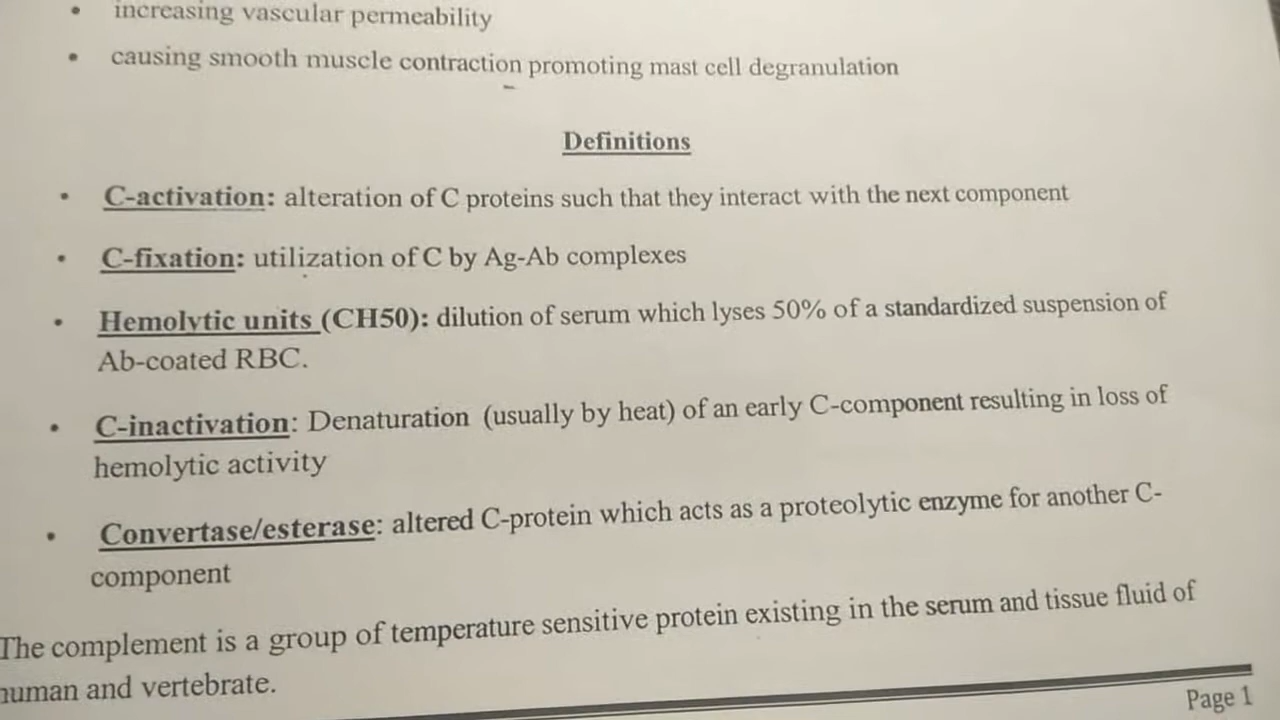 • increasing vascular permeability
• causing smooth muscle contraction promoting mast cell degranulation
Definitions
• C-activation: alteration of C proteins such that they interact with the next component
• C-fixation: utilization of C by Ag-Ab complexes
• Hemolytic units (CH50): dilution of serum which lyses 50% of a standardized suspension of
Ab-coated RBC.
• C-inactivation: Denaturation (usually by heat) of an early C-component resulting in loss of
hemolytic activity
• Convertase/esterase: altered C-protein which acts as a proteolytic enzyme for another C-
component
The complement is a group of temperature sensitive protein existing in the serum and tissue fluid of
human and vertebrate.
Page 1